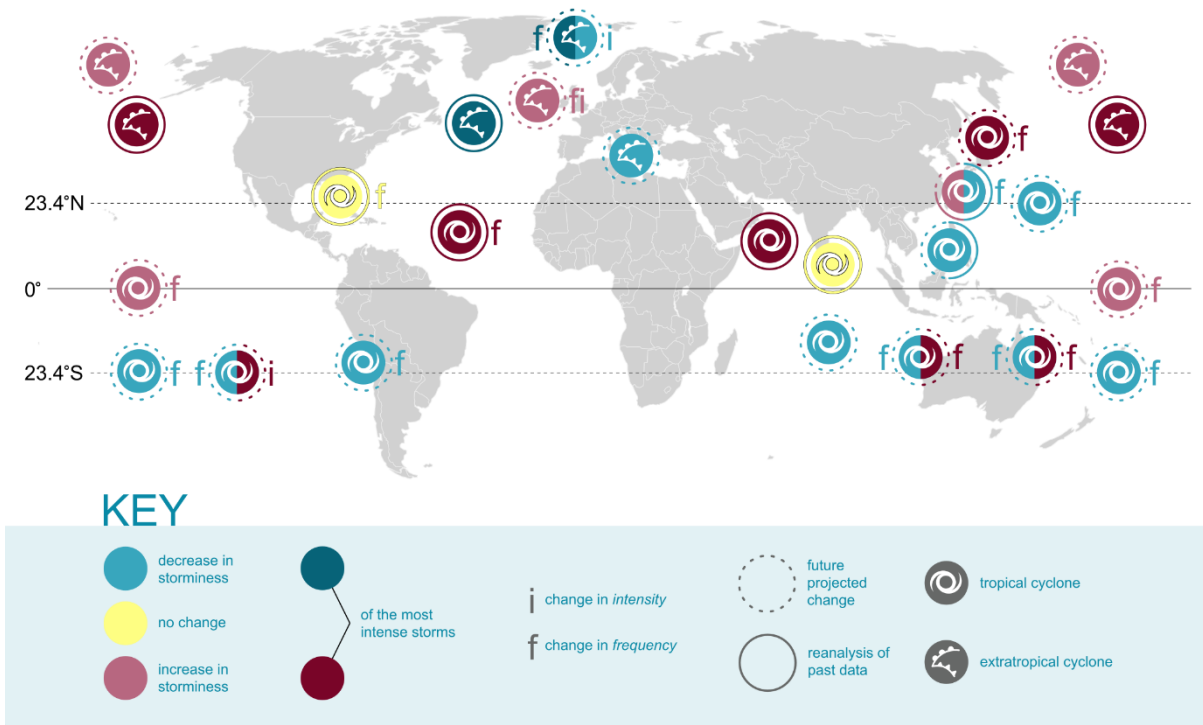 f i
fi
f
23.4°N
f
f
f
f
0°
f
f
23.4°S
f
f i
f
f f
f f
f
KEY
decrease in
storminess
no change
increase in
storminess
of the most
intense storms
i change in intensity
f change in frequency
future
projected
change
reanalysis of
past data
tropical cyclone
extratropical cyclone